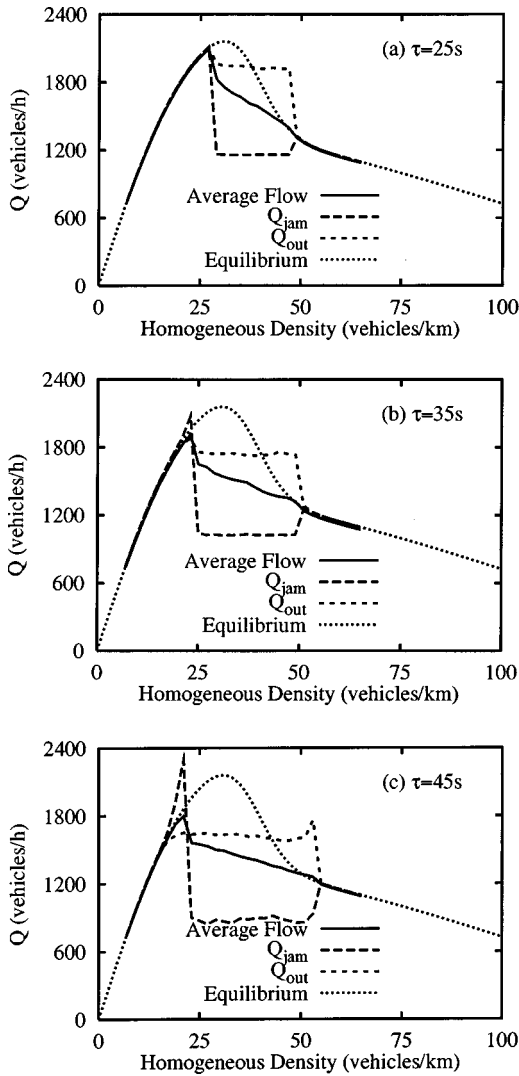 2400
(a) τ=25s
1800
Q (vehicles/h)
1200
Average Flow
Q_jam
600
Q_out
Equilibrium
0
0 25 50 75 100
Homogeneous Density (vehicles/km)
2400
(b) τ=35s
1800
Q (vehicles/h)
1200
Average Flow
Q_jam
600
Q_out
Equilibrium
0
0 25 50 75 100
Homogeneous Density (vehicles/km)
2400
(c) τ=45s
1800
Q (vehicles/h)
1200
Average Flow
Q_jam
600
Q_out
Equilibrium
0
0 25 50 75 100
Homogeneous Density (vehicles/km)